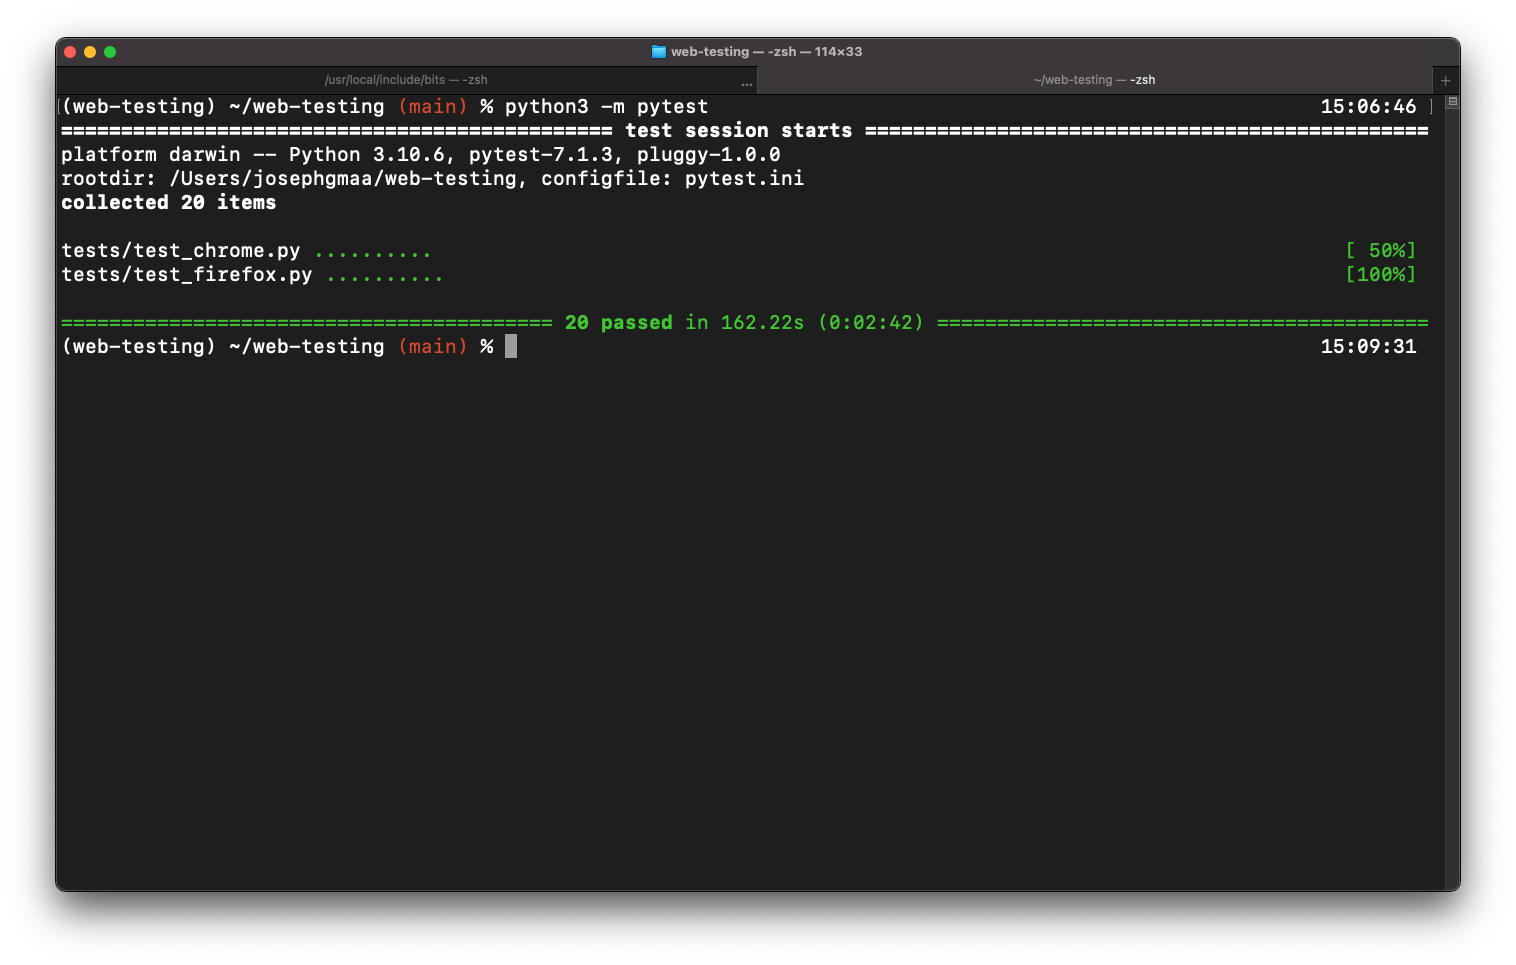 web-testing — -zsh — 114×33
/usr/local/include/bits — -zsh ... ~/web-testing — -zsh +
(web-testing) ~/web-testing (main) % python3 -m pytest 15:06:46
============================================== test session starts ===============================================
platform darwin -- Python 3.10.6, pytest-7.1.3, pluggy-1.0.0
rootdir: /Users/josephgmaa/web-testing, configfile: pytest.ini
collected 20 items
tests/test_chrome.py .......... [ 50%]
tests/test_firefox.py .......... [100%]
========================================= 20 passed in 162.22s (0:02:42) =========================================
(web-testing) ~/web-testing (main) % 15:09:31